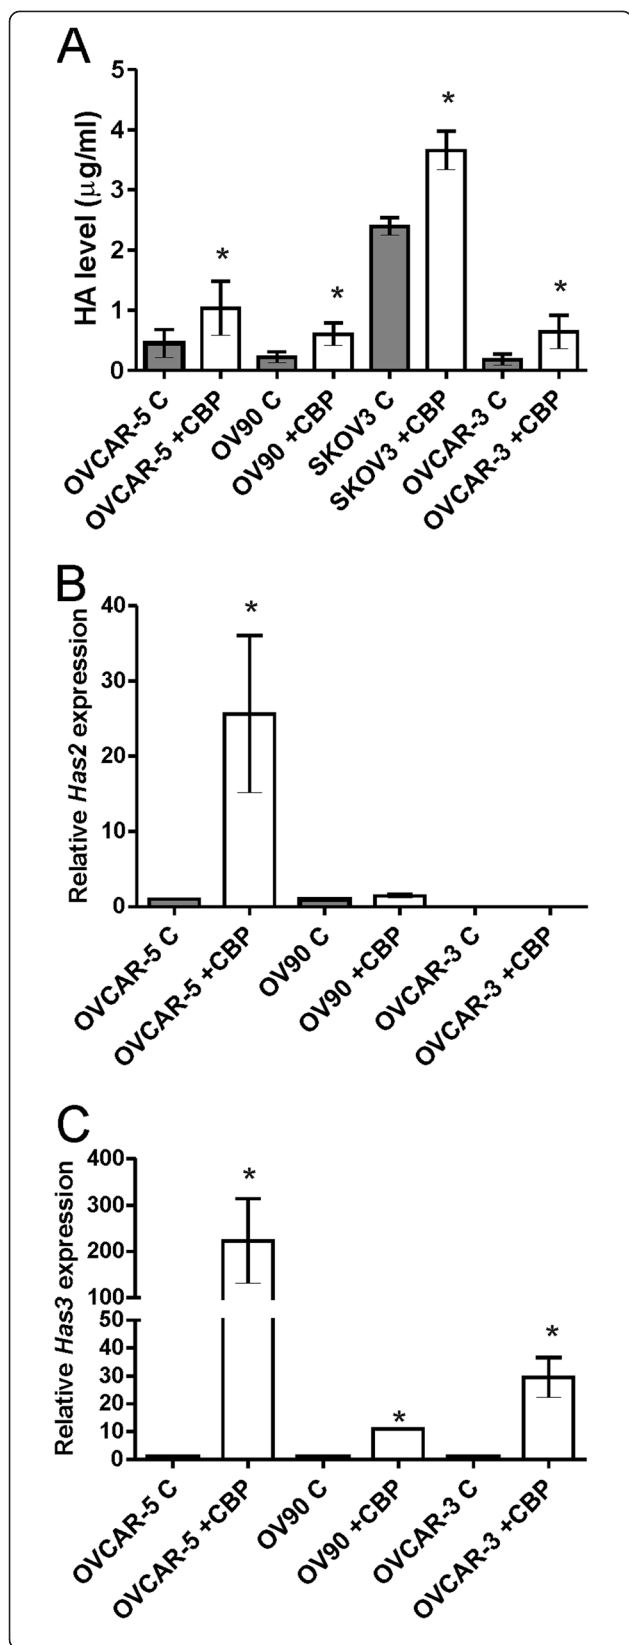 A
HA level (μg/ml)
5
4
3
2
1
0
*
*
*
*
OVCAR-5 C
OVCAR-5 +CBP
OV90 C
OV90 +CBP
SKOV3 C
SKOV3 +CBP
OVCAR-3 C
OVCAR-3 +CBP
B
Relative Has2 expression
40
30
20
10
0
*
OVCAR-5 C
OVCAR-5 +CBP
OV90 C
OV90 +CBP
OVCAR-3 C
OVCAR-3 +CBP
C
Relative Has3 expression
400
300
200
100
50
40
30
20
10
0
*
*
*
OVCAR-5 C
OVCAR-5 +CBP
OV90 C
OV90 +CBP
OVCAR-3 C
OVCAR-3 +CBP